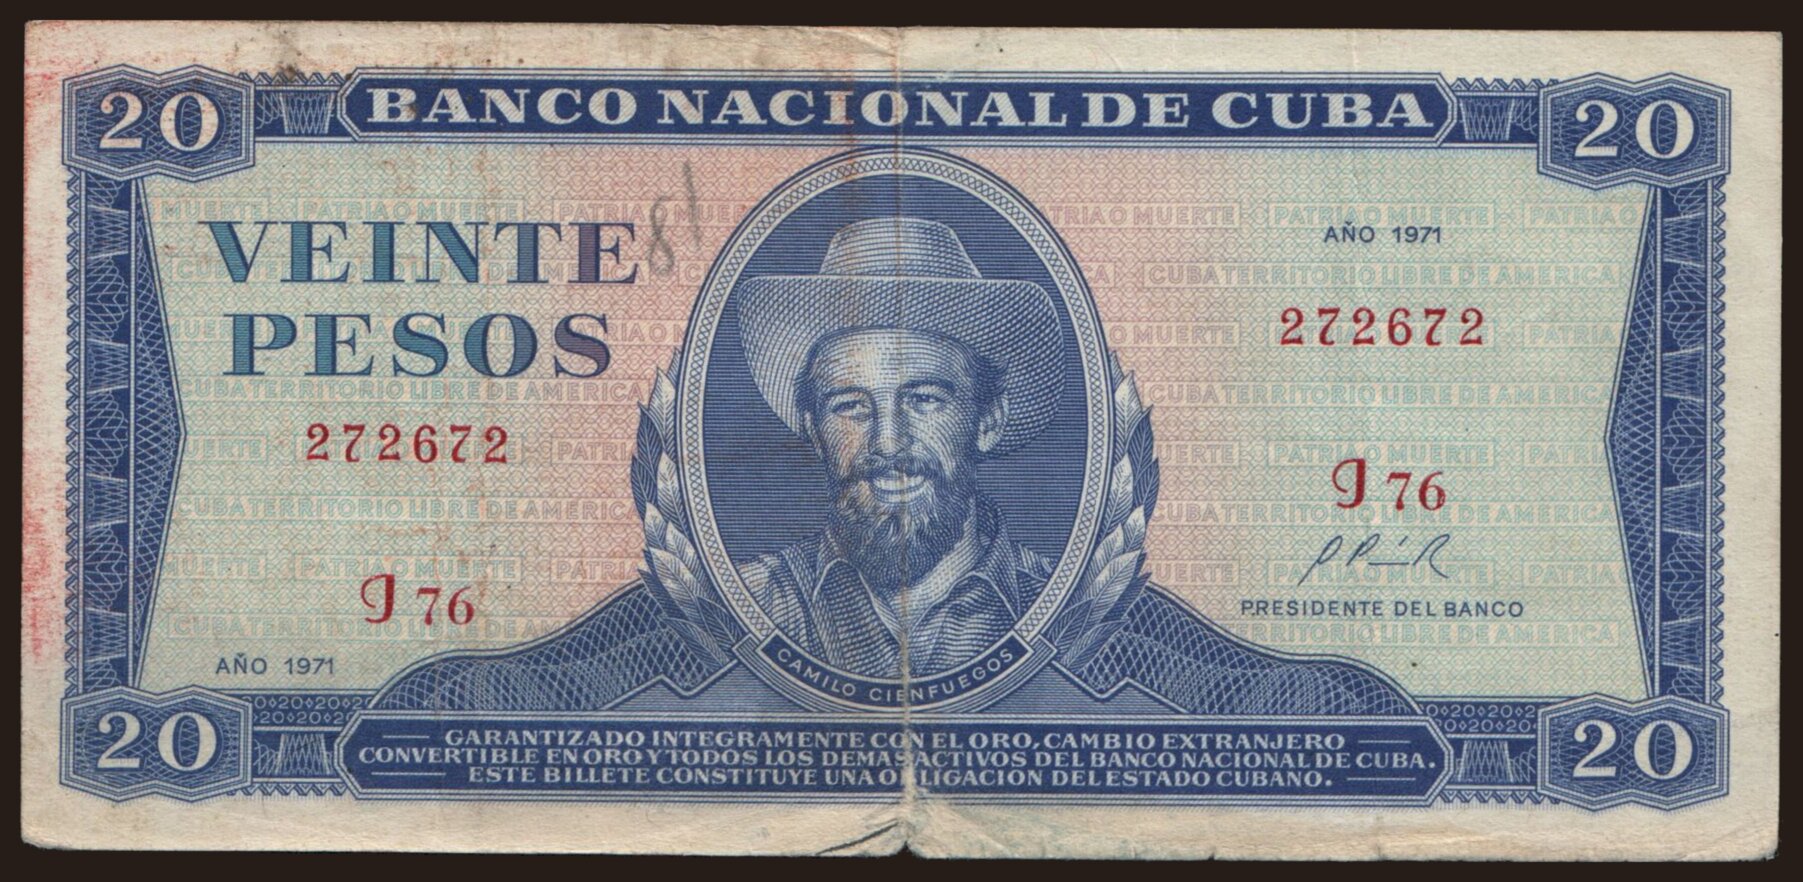 20 BANCO NACIONAL DE CUBA 20
VEINTE
PESOS
81
AÑO 1971
272672
272672
J 76
J 76
PRESIDENTE DEL BANCO
AÑO 1971
CAMILO CIENFUEGOS
PATRIA O MUERTE
CUBA TERRITORIO LIBRE DE AMERICA
20 20
GARANTIZADO INTEGRAMENTE CON EL ORO, CAMBIO EXTRANJERO
CONVERTIBLE EN ORO Y TODOS LOS DEMAS ACTIVOS DEL BANCO NACIONAL DE CUBA.
ESTE BILLETE CONSTITUYE UNA OBLIGACION DEL ESTADO CUBANO.